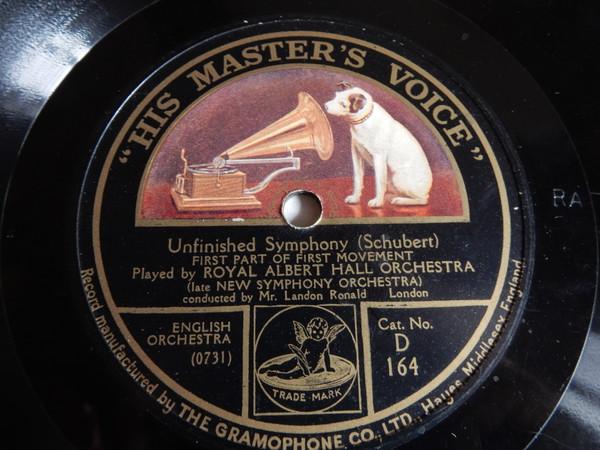 "HIS MASTER'S VOICE"
Unfinished Symphony (Schubert)
FIRST PART OF FIRST MOVEMENT
Played by ROYAL ALBERT HALL ORCHESTRA
(late NEW SYMPHONY ORCHESTRA)
conducted by Mr. Landon Ronald London
ENGLISH
ORCHESTRA
(0731)
TRADE-MARK
Cat. No.
D
164
Record manufactured by THE GRAMOPHONE CO., LTD., Hayes, Middlesex, England.
RA